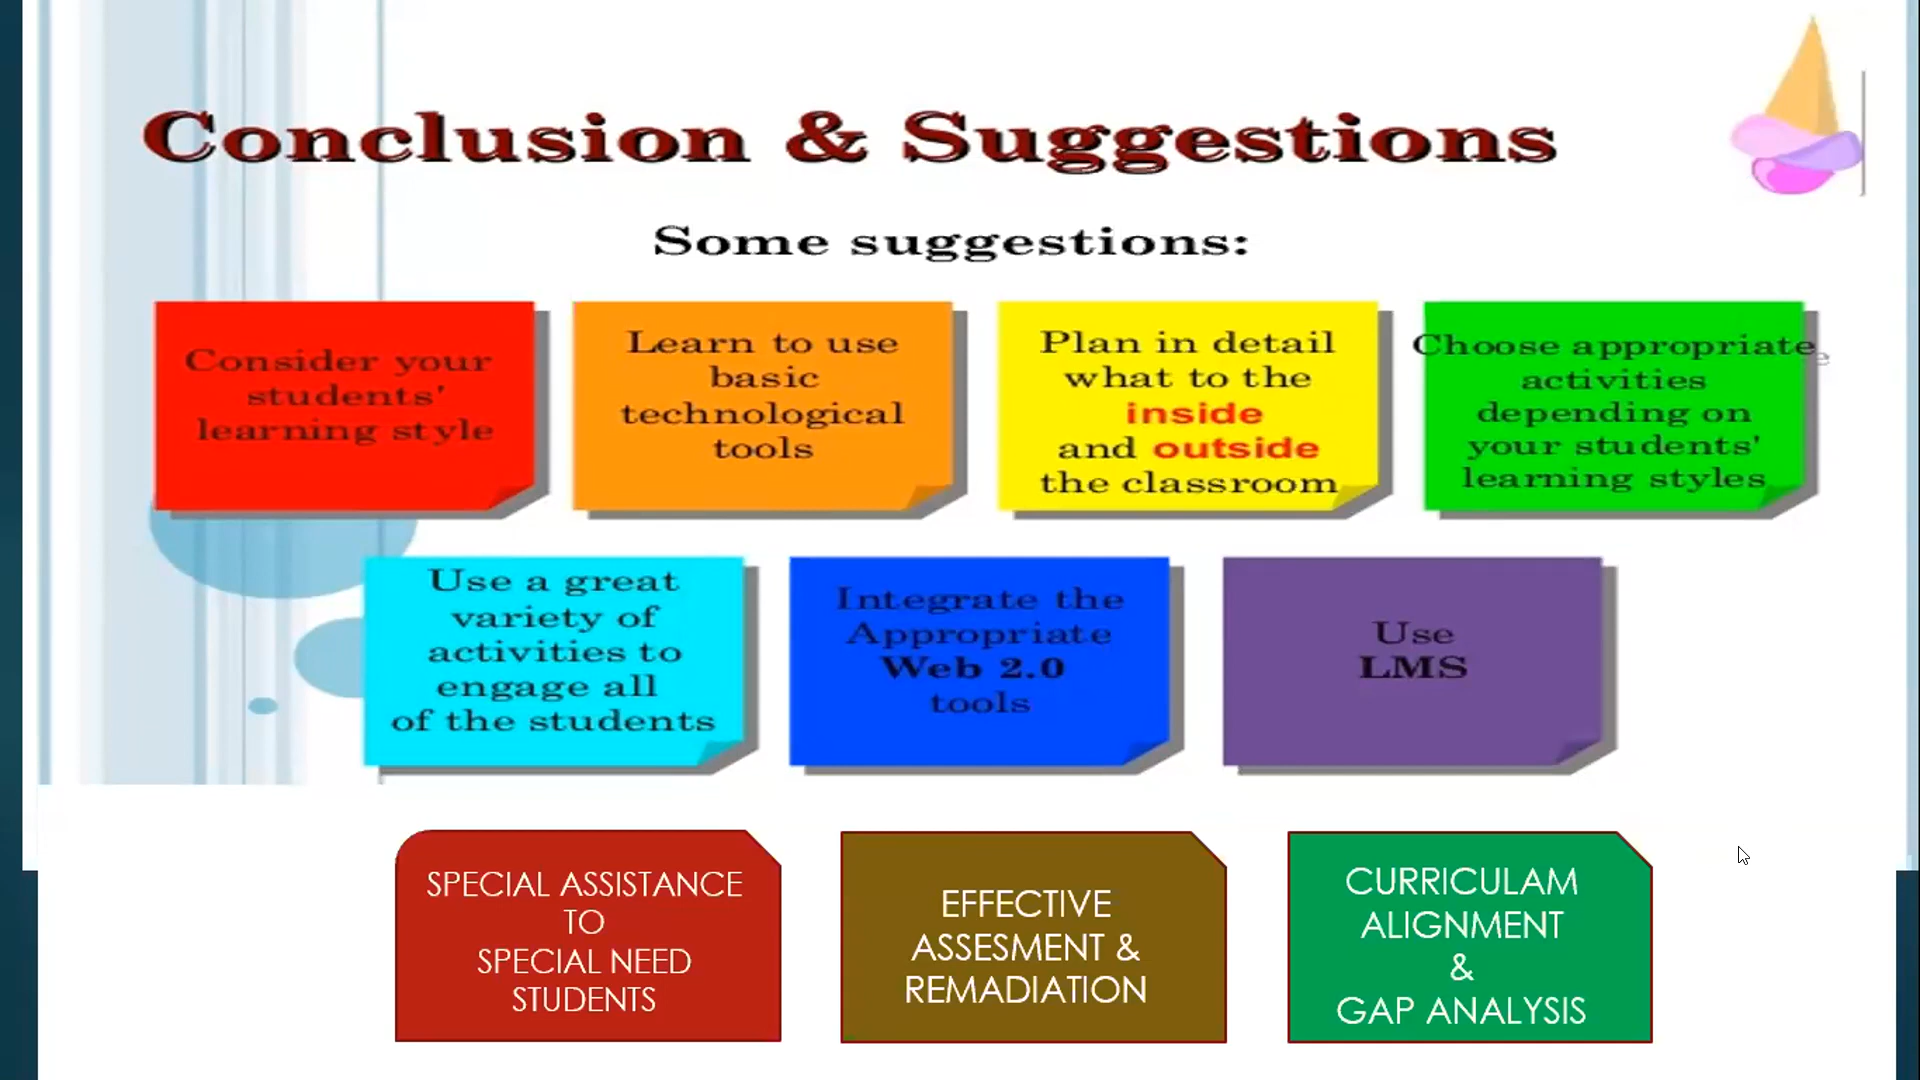 Conclusion & Suggestions
Some suggestions:
Consider your
students'
learning style
Learn to use
basic
technological
tools
Plan in detail
what to the
inside
and outside
the classroom
Choose appropriate
activities
depending on
your students'
learning styles
Use a great
variety of
activities to
engage all
of the students
Integrate the
Appropriate
Web 2.0
tools
Use
LMS
SPECIAL ASSISTANCE
TO
SPECIAL NEED
STUDENTS
EFFECTIVE
ASSESMENT &
REMADIATION
CURRICULAM
ALIGNMENT
&
GAP ANALYSIS